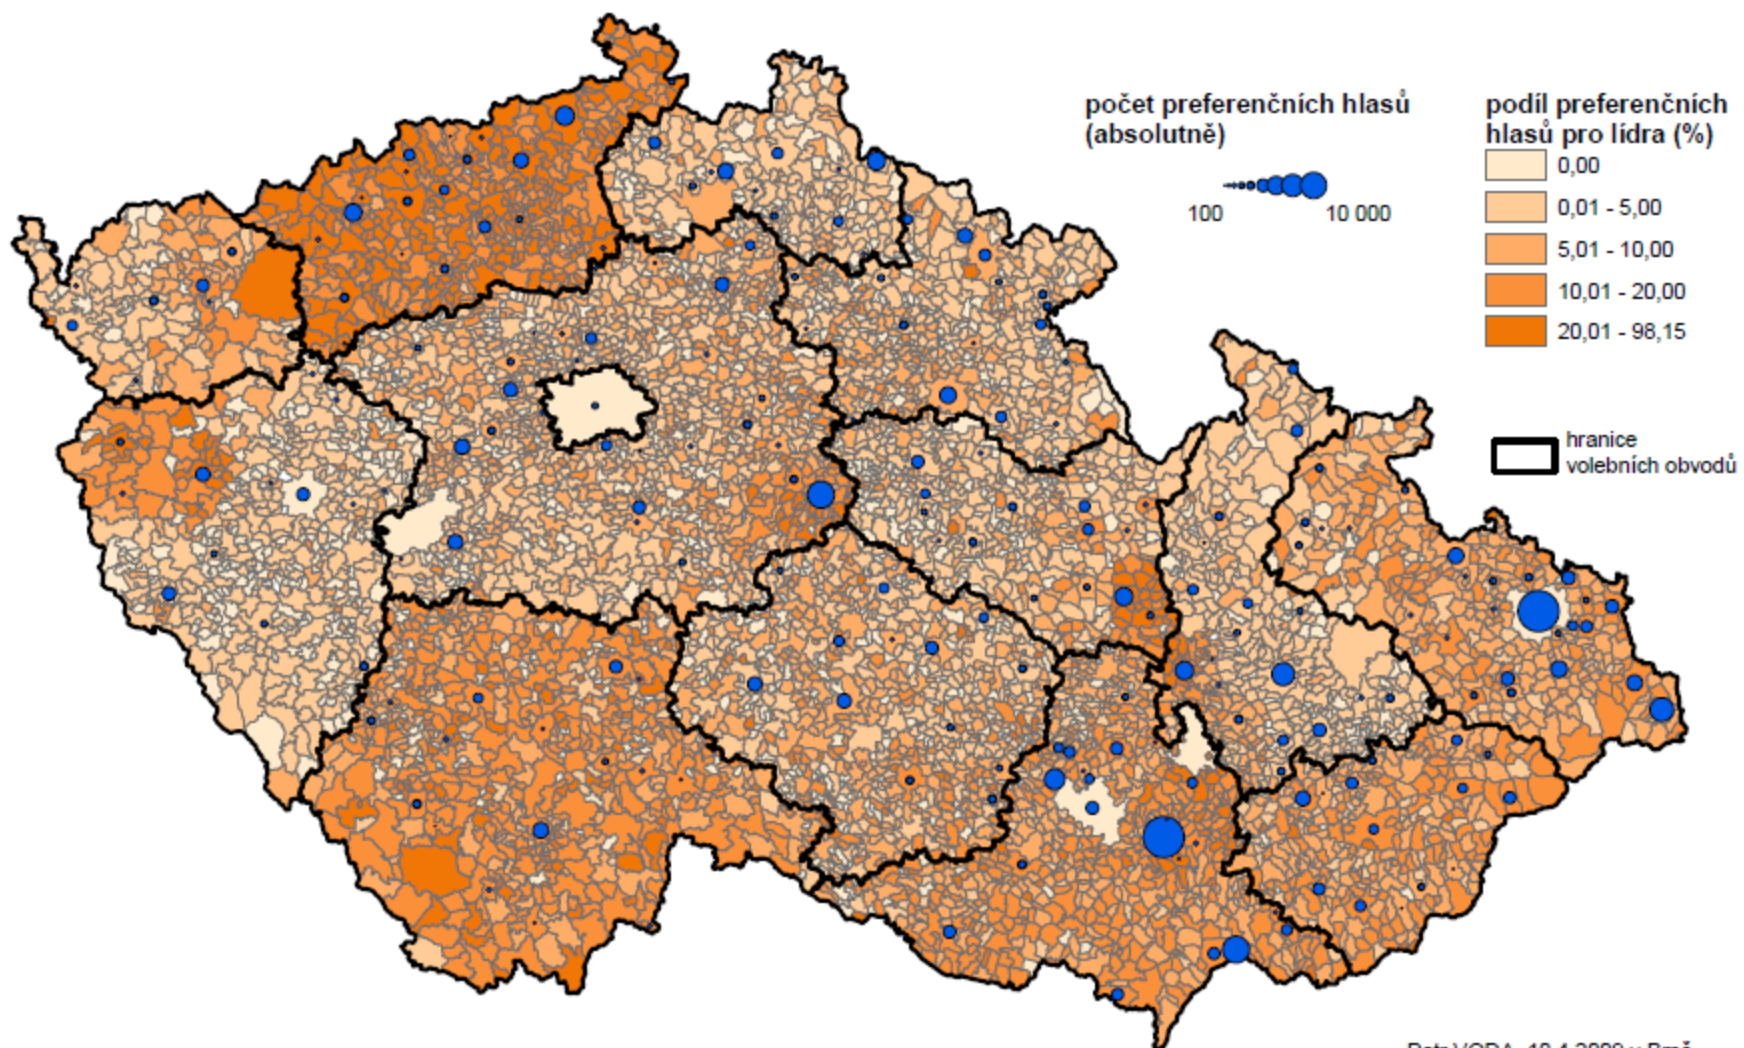 počet preferenčních hlasů
(absolutně)
100 10 000
podíl preferenčních
hlasů pro lídra (%)
0,00
0,01 - 5,00
5,01 - 10,00
10,01 - 20,00
20,01 - 98,15
hranice
volebních obvodů